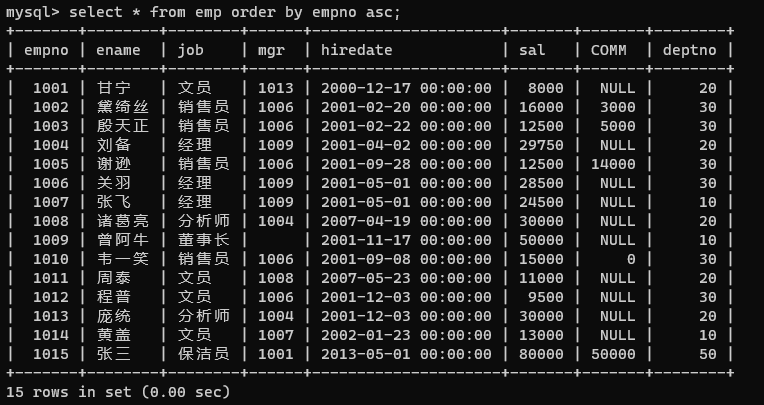 mysql> select * from emp order by empno asc;
+-------+--------+--------+------+---------------------+-------+-------+--------+
| empno | ename | job | mgr | hiredate | sal | COMM | deptno |
+-------+--------+--------+------+---------------------+-------+-------+--------+
| 1001 | 甘宁 | 文员 | 1013 | 2000-12-17 00:00:00 | 8000 | NULL | 20 |
| 1002 | 黛绮丝 | 销售员 | 1006 | 2001-02-20 00:00:00 | 16000 | 3000 | 30 |
| 1003 | 殷天正 | 销售员 | 1006 | 2001-02-22 00:00:00 | 12500 | 5000 | 30 |
| 1004 | 刘备 | 经理 | 1009 | 2001-04-02 00:00:00 | 29750 | NULL | 20 |
| 1005 | 谢逊 | 销售员 | 1006 | 2001-09-28 00:00:00 | 12500 | 14000 | 30 |
| 1006 | 关羽 | 经理 | 1009 | 2001-05-01 00:00:00 | 28500 | NULL | 30 |
| 1007 | 张飞 | 经理 | 1009 | 2001-05-01 00:00:00 | 24500 | NULL | 10 |
| 1008 | 诸葛亮 | 分析师 | 1004 | 2007-04-19 00:00:00 | 30000 | NULL | 20 |
| 1009 | 曾阿牛 | 董事长 | | 2001-11-17 00:00:00 | 50000 | NULL | 10 |
| 1010 | 韦一笑 | 销售员 | 1006 | 2001-09-08 00:00:00 | 15000 | 0 | 30 |
| 1011 | 周泰 | 文员 | 1008 | 2007-05-23 00:00:00 | 11000 | NULL | 20 |
| 1012 | 程普 | 文员 | 1006 | 2001-12-03 00:00:00 | 9500 | NULL | 30 |
| 1013 | 庞统 | 分析师 | 1004 | 2001-12-03 00:00:00 | 30000 | NULL | 20 |
| 1014 | 黄盖 | 文员 | 1007 | 2002-01-23 00:00:00 | 13000 | NULL | 10 |
| 1015 | 张三 | 保洁员 | 1001 | 2013-05-01 00:00:00 | 80000 | 50000 | 50 |
+-------+--------+--------+------+---------------------+-------+-------+--------+
15 rows in set (0.00 sec)